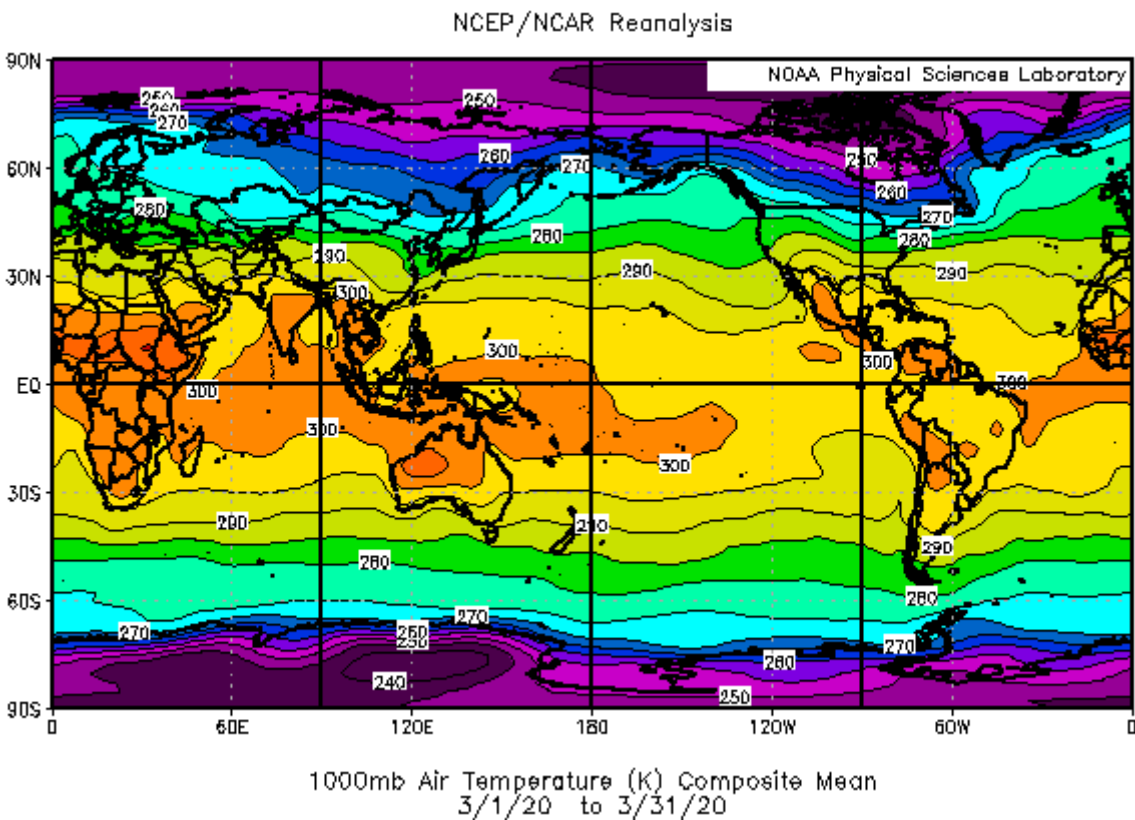 NCEP/NCAR Reanalysis
NOAA Physical Sciences Laboratory
90N
60N
30N
EQ
30S
60S
90S
250
260
270
250
250
260
270
260
270
280
280
270
280
290
290
290
300
300
300
300
300
300
300
290
290
290
280
280
270
270
270
250
260
240
250
0
60E
120E
180
120W
60W
0
1000mb Air Temperature (K) Composite Mean
3/1/20 to 3/31/20